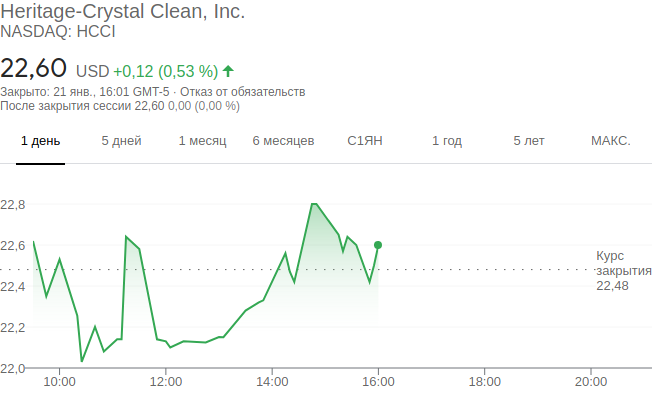 Heritage-Crystal Clean, Inc.
NASDAQ: HCCI
22,60 USD +0,12 (0,53 %)
Закрыто: 21 янв., 16:01 GMT-5 · Отказ от обязательств
После закрытия сессии 22,60 0,00 (0,00 %)
1 день 5 дней 1 месяц 6 месяцев С1ЯН 1 год 5 лет МАКС.
22,8
22,6
Курс
закрытия
22,48
22,4
22,2
22,0
10:00 12:00 14:00 16:00 18:00 20:00